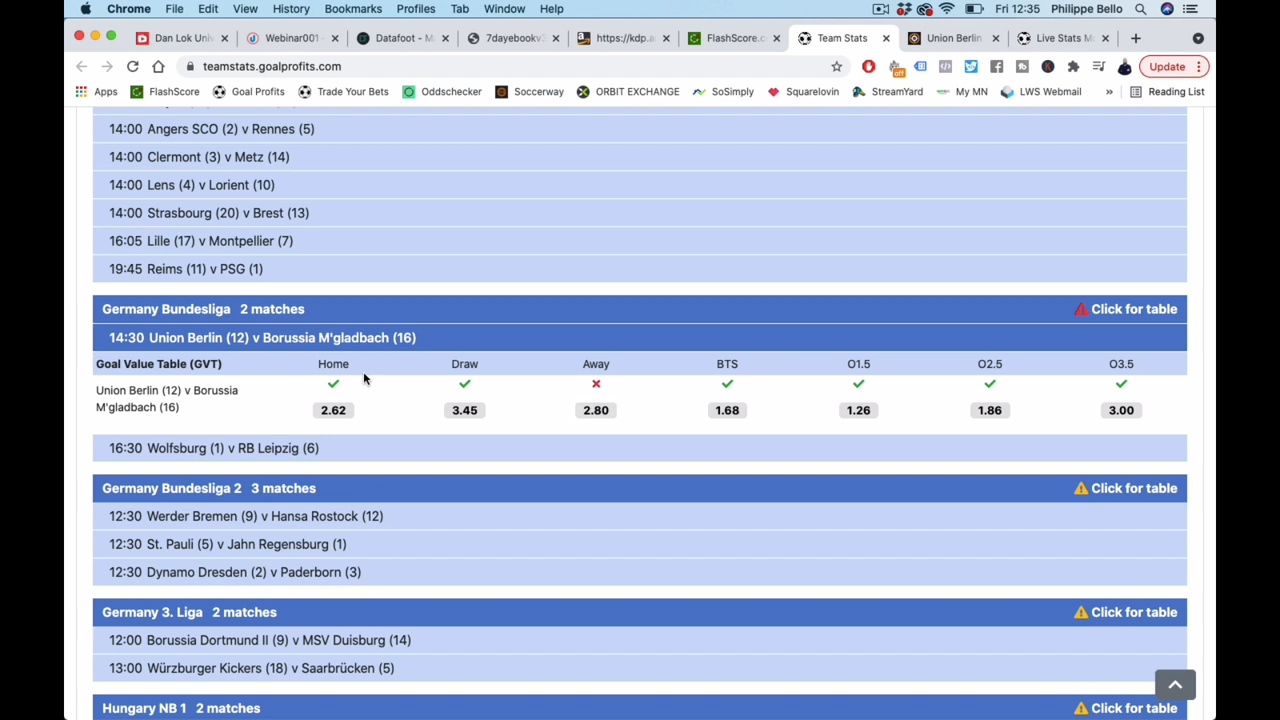 Chrome File Edit View History Bookmarks Profiles Tab Window Help Fri 12:35 Philippe Bello
Dan Lok Univ Webinar001 Datafoot - M 7dayebookv https://kdp.a FlashScore.c Team Stats Union Berlin Live Stats Mo
teamstats.goalprofits.com off Update
Apps FlashScore Goal Profits Trade Your Bets Oddschecker Soccerway ORBIT EXCHANGE SoSimply Squarelovin StreamYard My MN LWS Webmail » Reading List
14:00 Angers SCO (2) v Rennes (5)
14:00 Clermont (3) v Metz (14)
14:00 Lens (4) v Lorient (10)
14:00 Strasbourg (20) v Brest (13)
16:05 Lille (17) v Montpellier (7)
19:45 Reims (11) v PSG (1)
Germany Bundesliga 2 matches Click for table
14:30 Union Berlin (12) v Borussia M'gladbach (16)
Goal Value Table (GVT) Home Draw Away BTS O1.5 O2.5 O3.5
Union Berlin (12) v Borussia
M'gladbach (16) 2.62 3.45 2.80 1.68 1.26 1.86 3.00
16:30 Wolfsburg (1) v RB Leipzig (6)
Germany Bundesliga 2 3 matches Click for table
12:30 Werder Bremen (9) v Hansa Rostock (12)
12:30 St. Pauli (5) v Jahn Regensburg (1)
12:30 Dynamo Dresden (2) v Paderborn (3)
Germany 3. Liga 2 matches Click for table
12:00 Borussia Dortmund II (9) v MSV Duisburg (14)
13:00 Würzburger Kickers (18) v Saarbrücken (5)
Hungary NB 1 2 matches Click for table